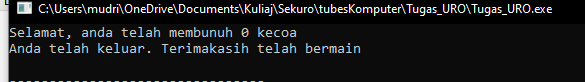 C:\Users\mudri\OneDrive\Documents\Kuliaj\Sekuro\tubesKomputer\Tugas_URO\Tugas_URO.exe
Selamat, anda telah membunuh 0 kecoa
Anda telah keluar. Terimakasih telah bermain
--------------------------------